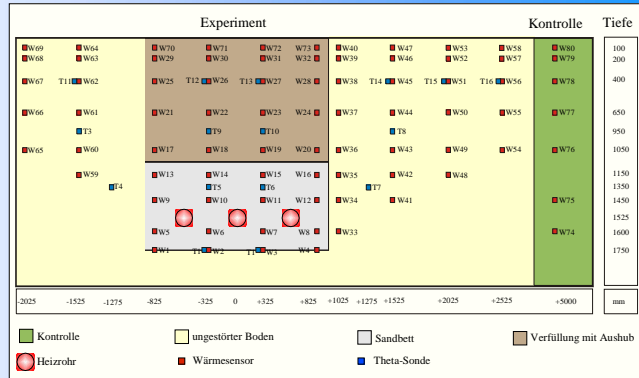 Experiment Kontrolle Tiefe
W69 W64 W70 W71 W72 W73 W40 W47 W53 W58 W80 100
W68 W63 W29 W30 W31 W32 W39 W46 W52 W57 W79 200
W67 T11 W62 W25 T12 W26 T13 W27 W28 W38 T14 W45 T15 W51 T16 W56 W78 400
W66 W61 W21 W22 W23 W24 W37 W44 W50 W55 W77 650
T3 T9 T10 T8 950
W65 W60 W17 W18 W19 W20 W36 W43 W49 W54 W76 1050
W59 W13 W14 W15 W16 W35 W42 W48 1150
T4 T5 T6 T7 1350
W9 W10 W11 W12 W34 W41 W75 1450
1525
W5 W6 W7 W8 W33 W74 1600
W1 T1 W2 T1 W3 W4 1750
-2025 -1525 -1275 -825 -325 0 +325 +825 +1025 +1275 +1525 +2025 +2525 +5000 mm
Kontrolle ungestörter Boden Sandbett Verfüllung mit Aushub
Heizrohr Wärmesensor Theta-Sonde